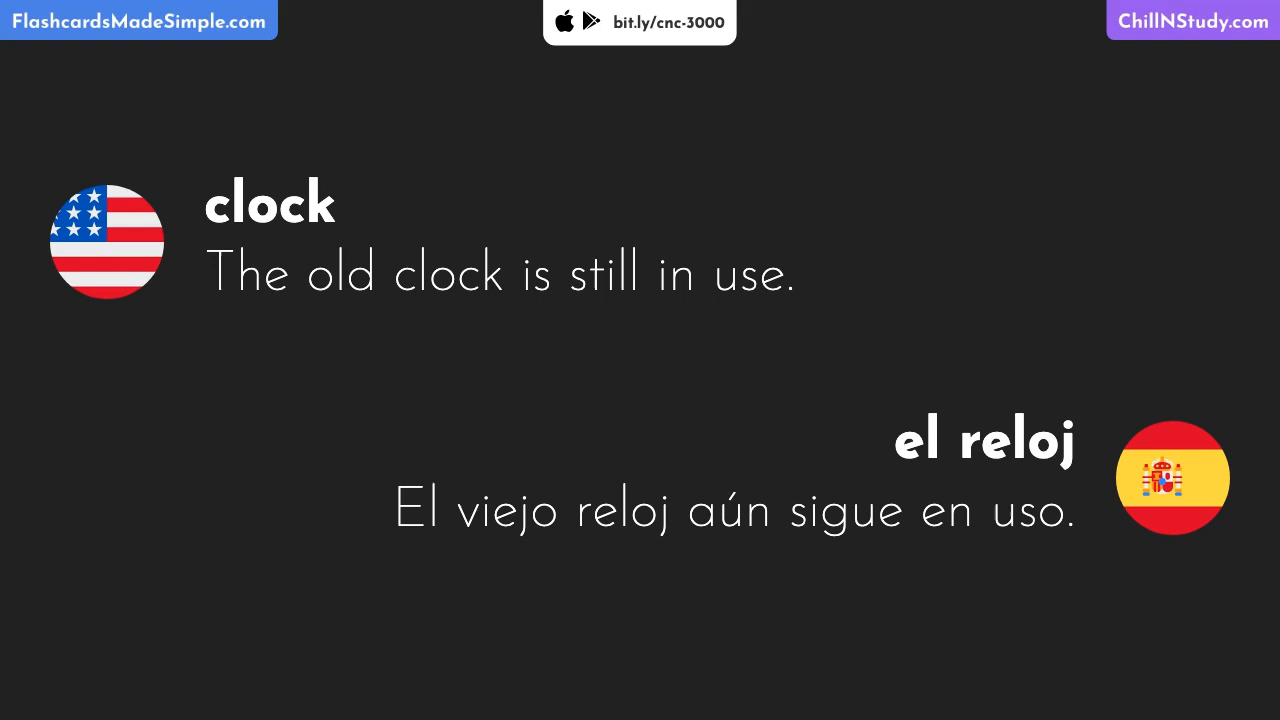 FlashcardsMadeSimple.com
bit.ly/cnc-3000
ChillNStudy.com
clock
The old clock is still in use.
el reloj
El viejo reloj aún sigue en uso.